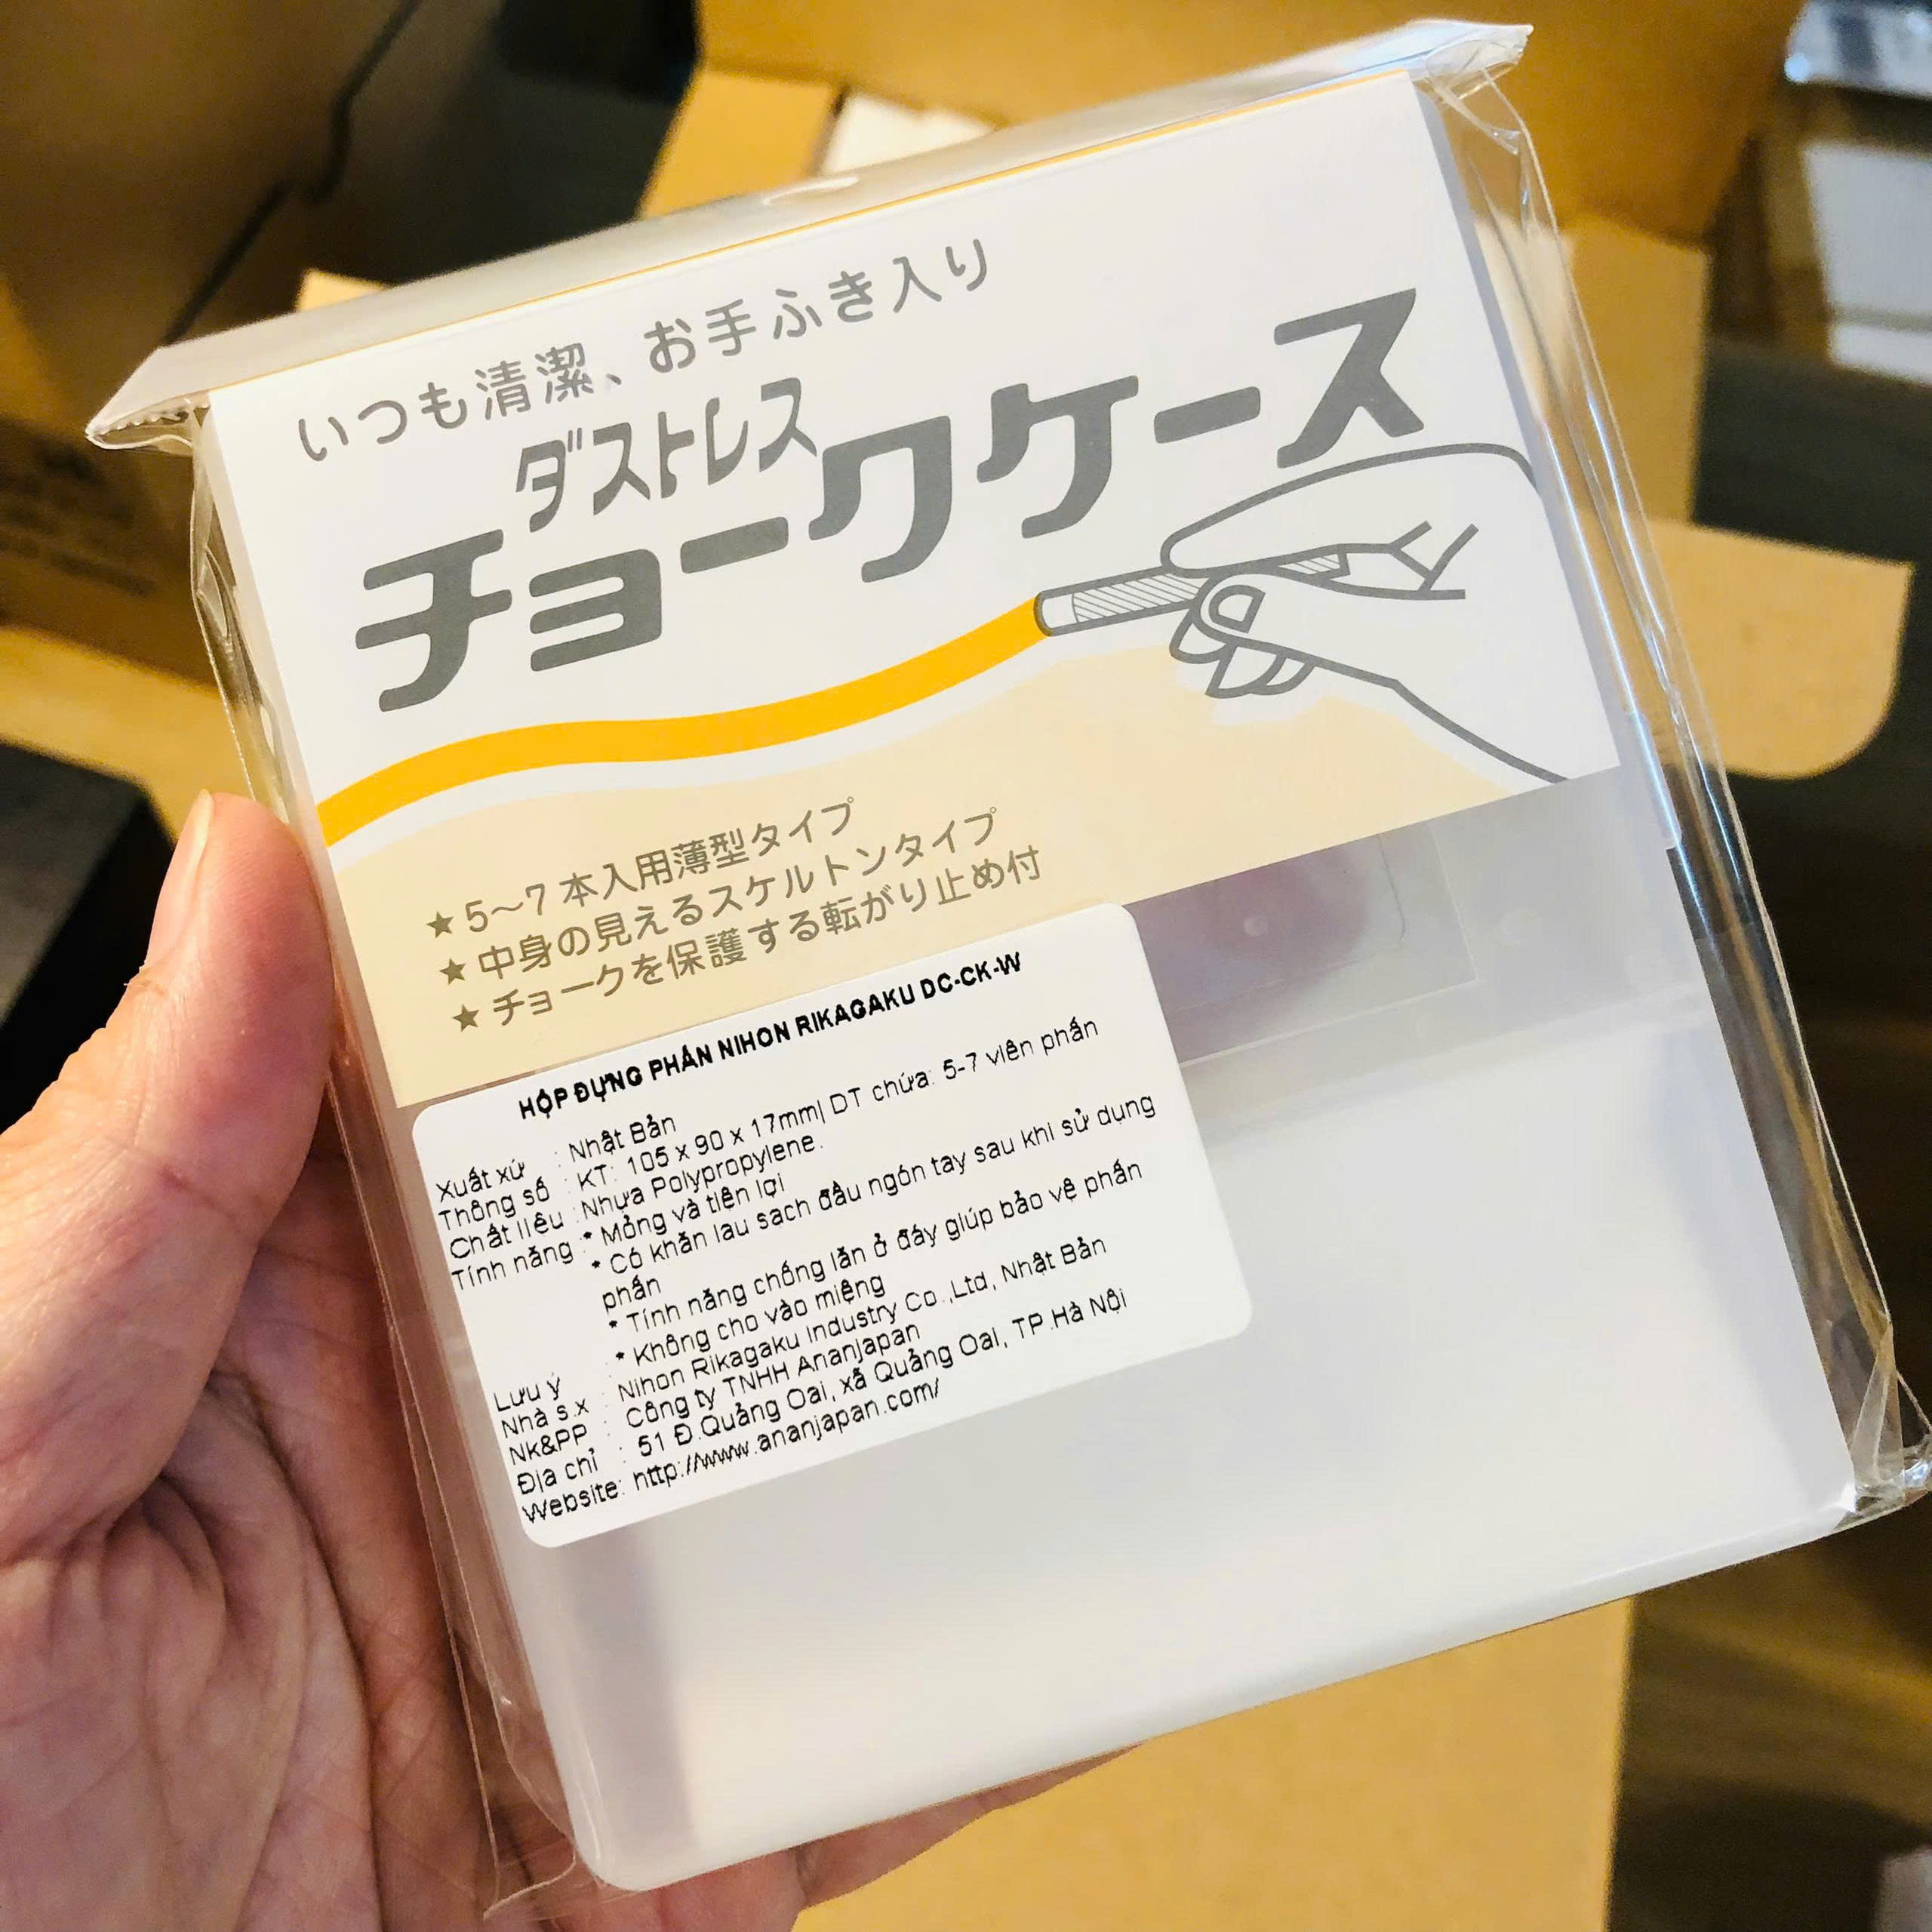 いつも清潔、お手ふき入り
ダストレス
チョークケース
★ 5～7本入用薄型タイプ
★ 中身の見えるスケルトンタイプ
★ チョークを保護する転がり止め付
HỘP ĐỰNG PHẤN NIHON RIKAGAKU DC-CK-W
Xuất xứ : Nhật Bản
Thông số : KT: 105 x 90 x 17mm| DT chứa: 5-7 viên phấn
Chất liệu : Nhựa Polypropylene.
Tính năng : * Mỏng và tiện lợi
* Có khăn lau sạch đầu ngón tay sau khi sử dụng
phấn
* Tính năng chống lăn ở đáy giúp bảo vệ phấn
Lưu ý : * Không cho vào miệng
Nhà s.x : Nihon Rikagaku Industry Co.,Ltd, Nhật Bản
Nk&PP : Công ty TNHH Ananjapan
Địa chỉ : 51 Đ.Quảng Oai, xã Quảng Oai, TP.Hà Nội
Website: http://www.ananjapan.com/